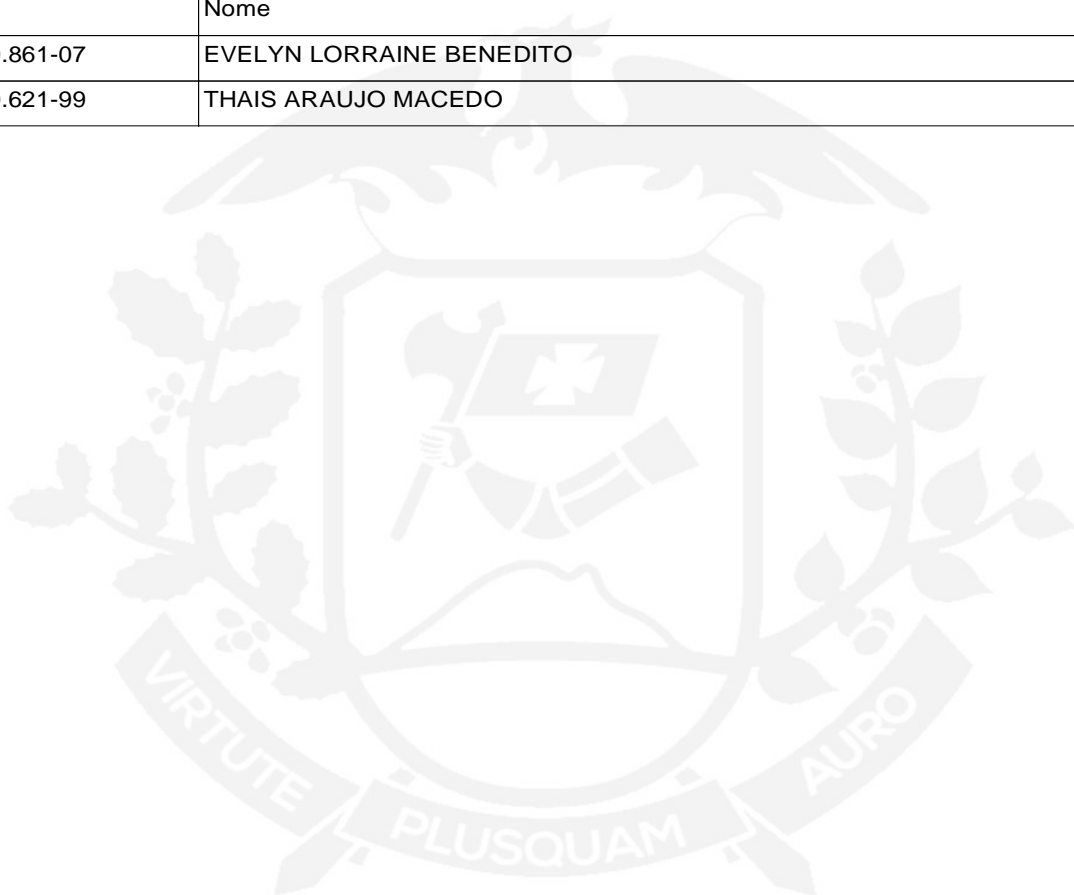 Nome
.861-07 EVELYN LORRAINE BENEDITO
.621-99 THAIS ARAUJO MACEDO
VIRTUTE PLUSQUAM AURO